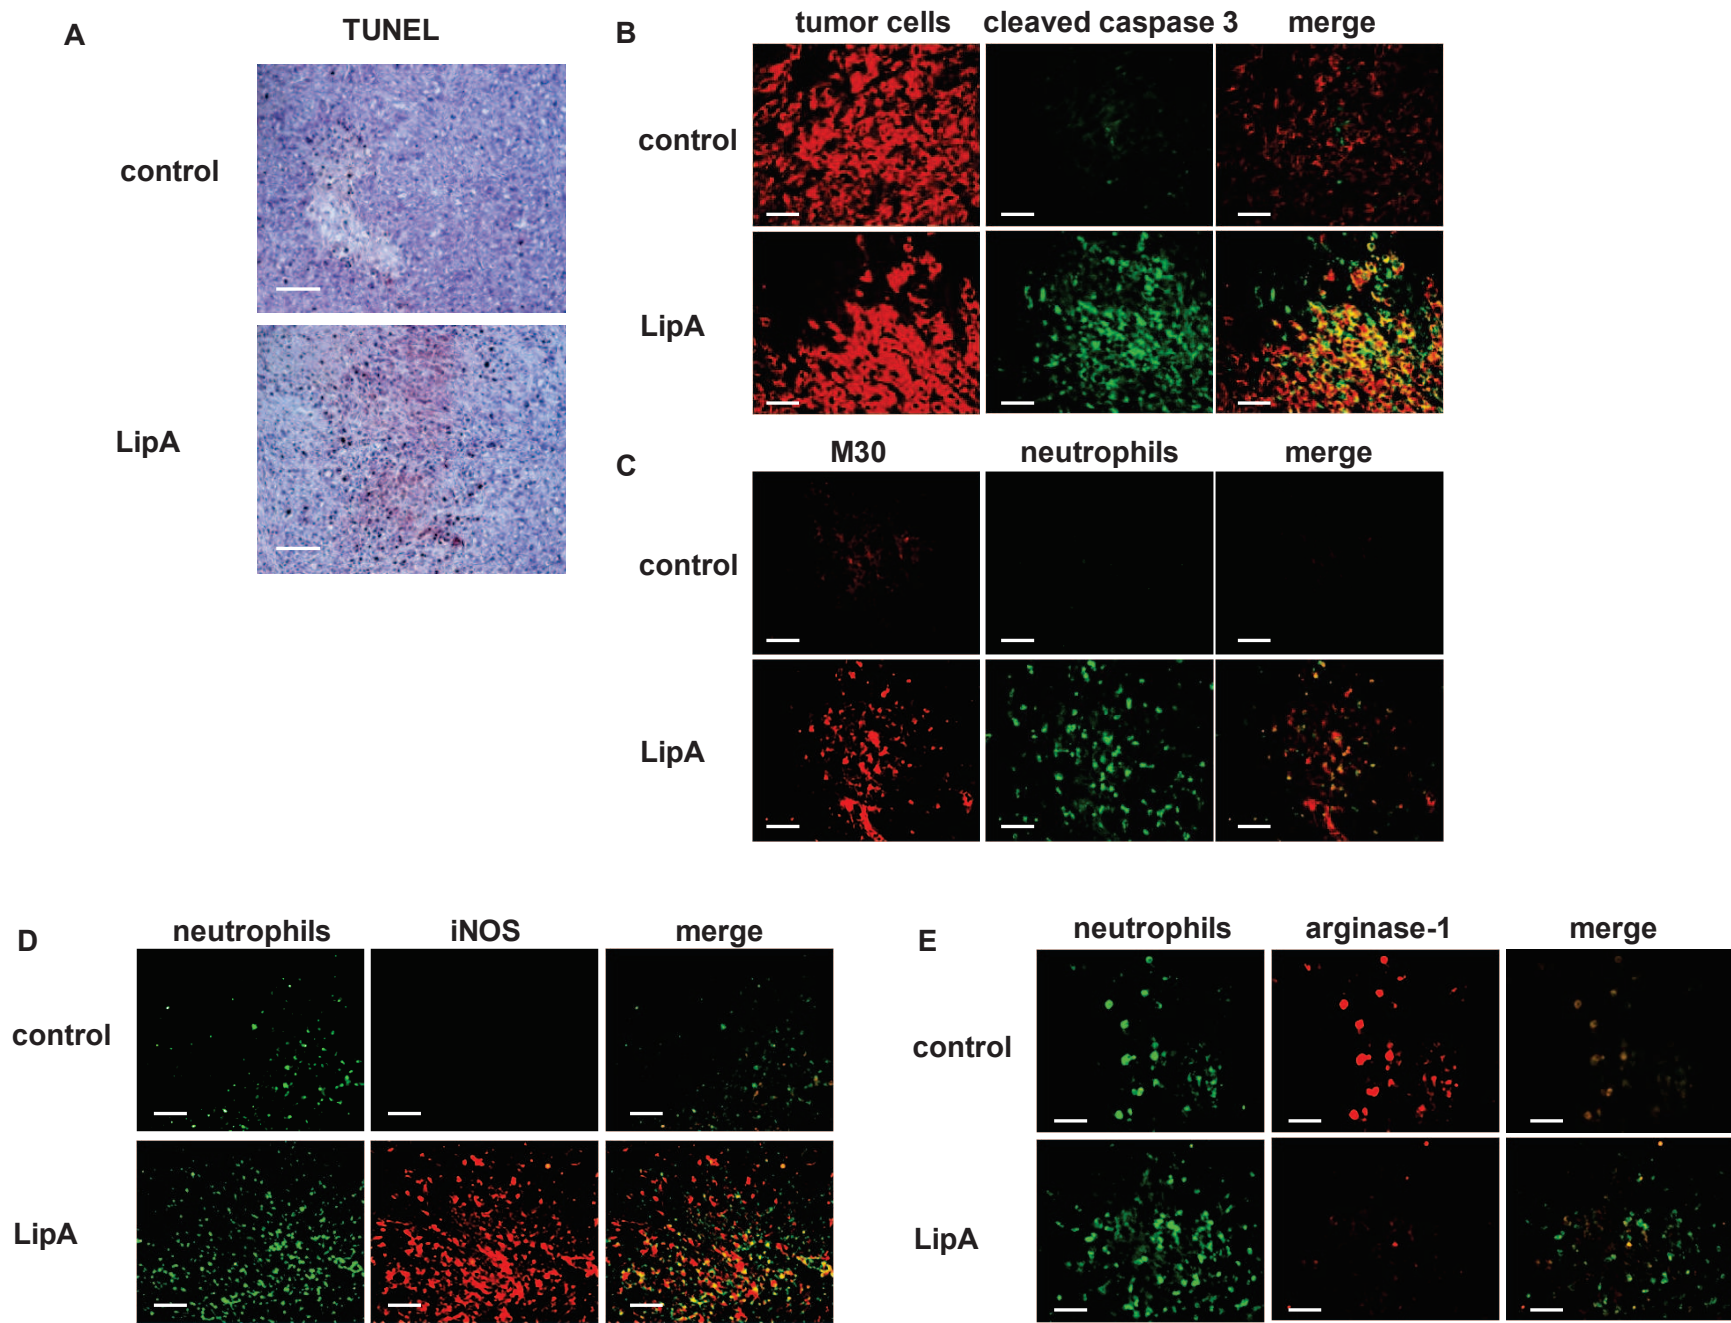 A
TUNEL
control
LipA
B
tumor cells cleaved caspase 3 merge
control
LipA
C
M30 neutrophils merge
control
LipA
D
neutrophils iNOS merge
control
LipA
E
neutrophils arginase-1 merge
control
LipA